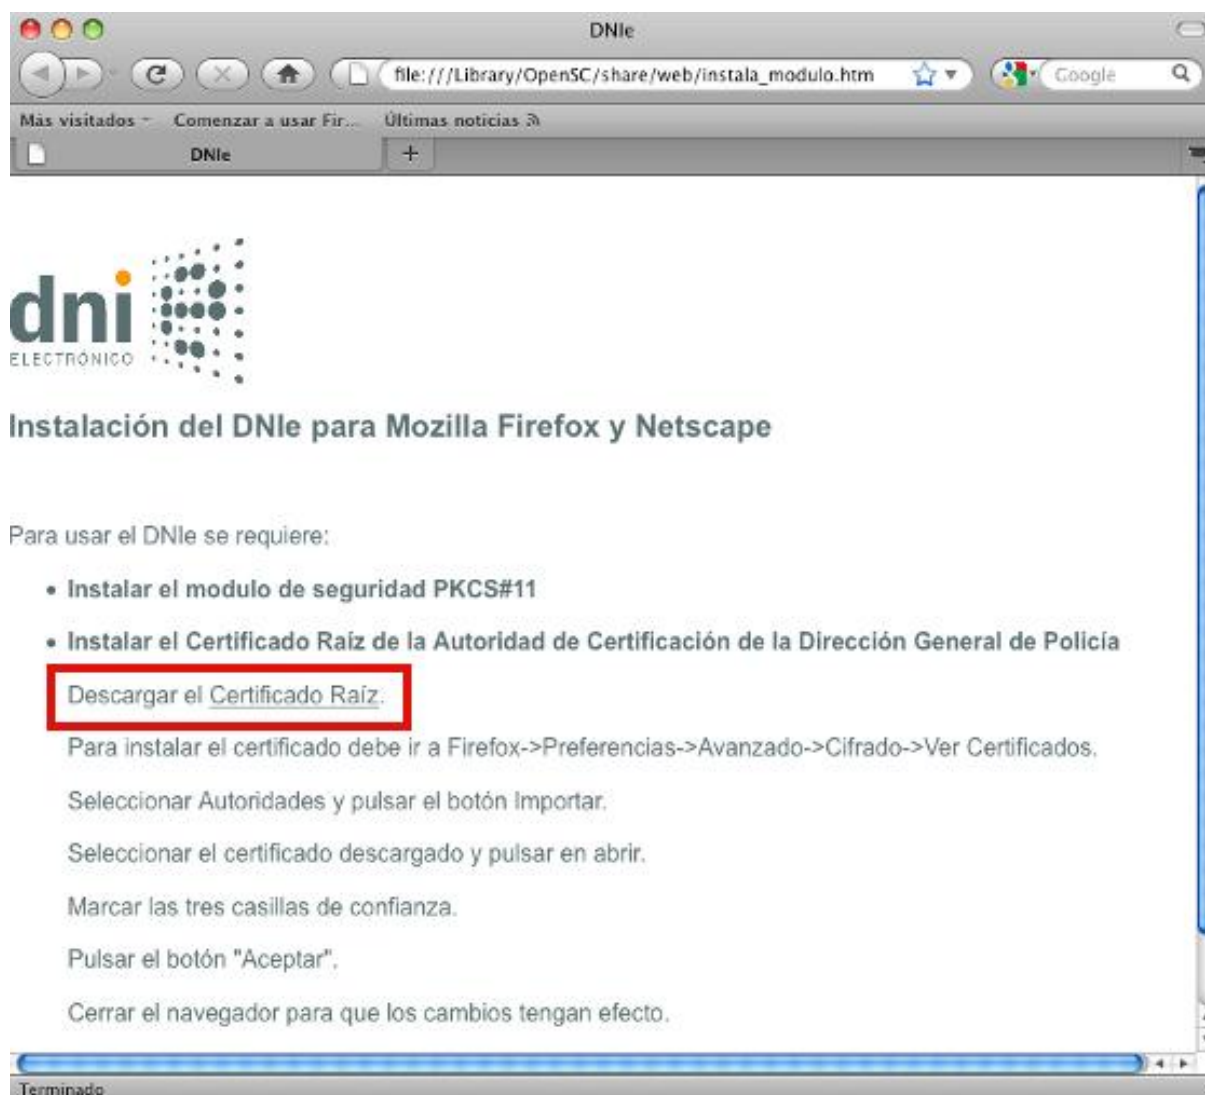 DNIe
file:///Library/OpenSC/share/web/instala_modulo.htm
Google
Más visitados
Comenzar a usar Fir...
Últimas noticias
DNIe
dni
ELECTRÓNICO
Instalación del DNIe para Mozilla Firefox y Netscape
Para usar el DNIe se requiere:
• Instalar el modulo de seguridad PKCS#11
• Instalar el Certificado Raíz de la Autoridad de Certificación de la Dirección General de Policía
Descargar el Certificado Raíz.
Para instalar el certificado debe ir a Firefox->Preferencias->Avanzado->Cifrado->Ver Certificados.
Seleccionar Autoridades y pulsar el botón Importar.
Seleccionar el certificado descargado y pulsar en abrir.
Marcar las tres casillas de confianza.
Pulsar el botón "Aceptar".
Cerrar el navegador para que los cambios tengan efecto.
Terminado